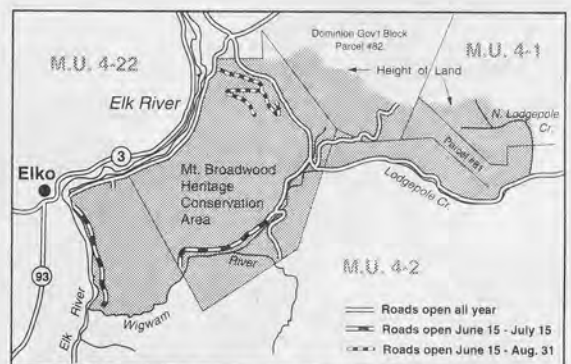 Dominion Gov't Block
Parcel #82
M.U. 4-1
M.U. 4-22
Height of Land
Elk River
N. Lodgepole
Cr.
3
Parcel #81
Elko
Mt. Broadwood
Heritage
Conservation
Area
Lodgepole Cr.
93
River
M.U. 4-2
Elk River
Wigwam
Roads open all year
Roads open June 15 - July 15
Roads open June 15 - Aug. 31